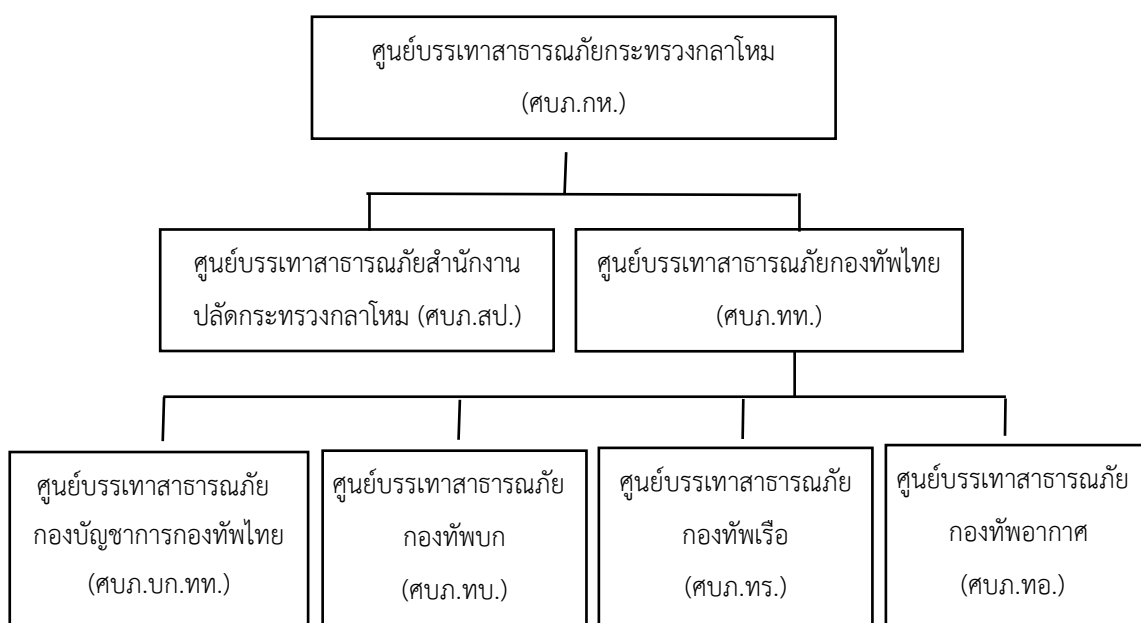 ศูนย์บรรเทาสาธารณภัยกระทรวงกลาโหม
(ศบภ.กห.)
ศูนย์บรรเทาสาธารณภัยสำนักงาน
ปลัดกระทรวงกลาโหม (ศบภ.สป.)
ศูนย์บรรเทาสาธารณภัยกองทัพไทย
(ศบภ.ทท.)
ศูนย์บรรเทาสาธารณภัย
กองบัญชาการกองทัพไทย
(ศบภ.บก.ทท.)
ศูนย์บรรเทาสาธารณภัย
กองทัพบก
(ศบภ.ทบ.)
ศูนย์บรรเทาสาธารณภัย
กองทัพเรือ
(ศบภ.ทร.)
ศูนย์บรรเทาสาธารณภัย
กองทัพอากาศ
(ศบภ.ทอ.)